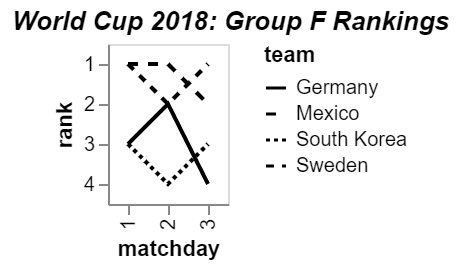 World Cup 2018: Group F Rankings
team
Germany
Mexico
South Korea
Sweden
rank
1
2
3
4
1 2 3
matchday